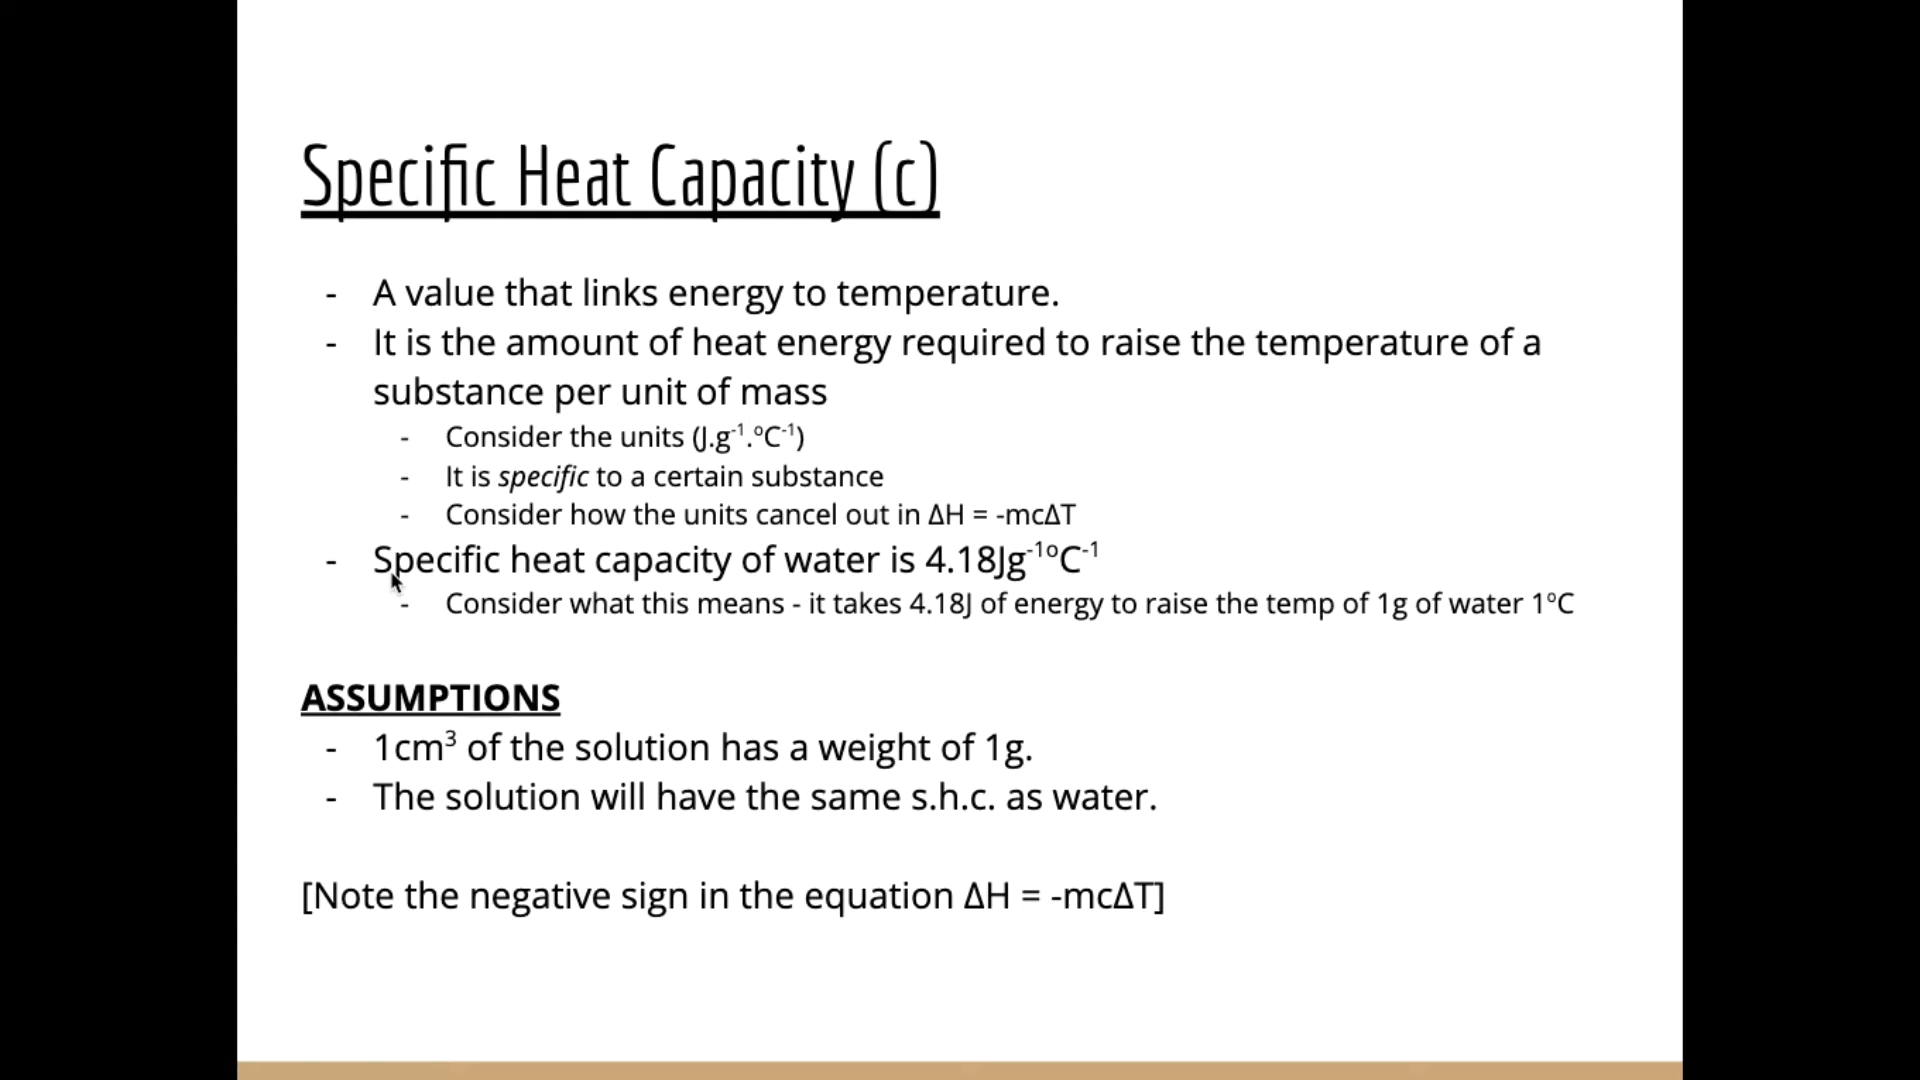 Specific Heat Capacity (c)
- A value that links energy to temperature.
- It is the amount of heat energy required to raise the temperature of a
substance per unit of mass
- Consider the units (J.g⁻¹.ºC⁻¹)
- It is specific to a certain substance
- Consider how the units cancel out in ΔH = -mcΔT
- Specific heat capacity of water is 4.18Jg⁻¹ºC⁻¹
- Consider what this means - it takes 4.18J of energy to raise the temp of 1g of water 1ºC
ASSUMPTIONS
- 1cm³ of the solution has a weight of 1g.
- The solution will have the same s.h.c. as water.
[Note the negative sign in the equation ΔH = -mcΔT]